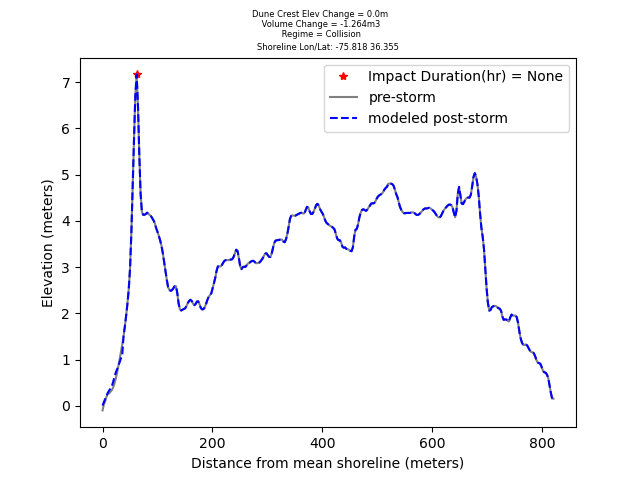 Dune Crest Elev Change = 0.0m
Volume Change = -1.264m3
Regime = Collision
Shoreline Lon/Lat: -75.818 36.355
Impact Duration(hr) = None
pre-storm
modeled post-storm
7
6
5
4
3
2
1
0
Elevation (meters)
0 200 400 600 800
Distance from mean shoreline (meters)